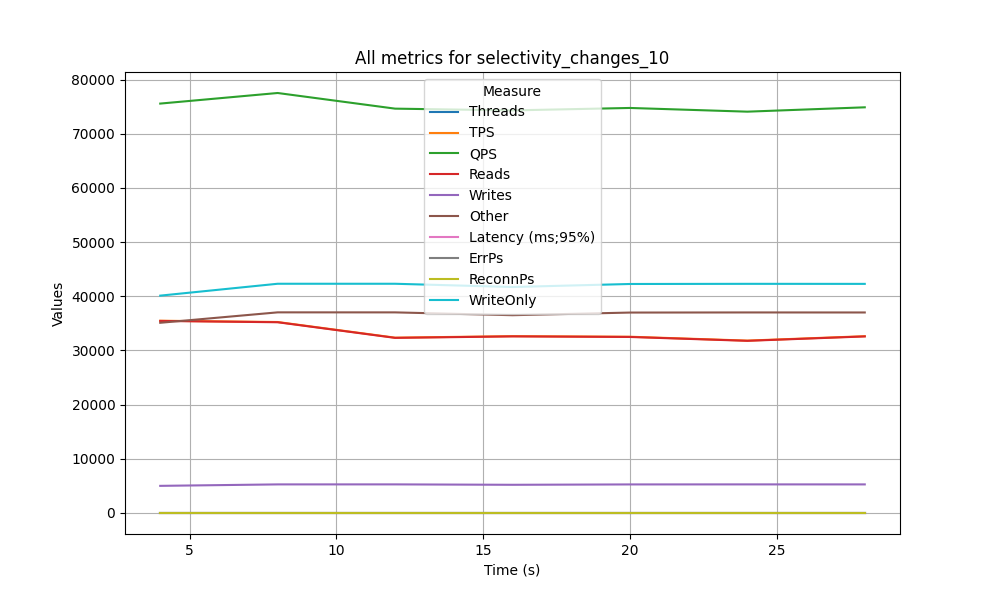 All metrics for selectivity_changes_10
80000
70000
60000
50000
40000
30000
20000
10000
0
Values
Measure
Threads
TPS
QPS
Reads
Writes
Other
Latency (ms;95%)
ErrPs
ReconnPs
WriteOnly
5
10
15
20
25
Time (s)